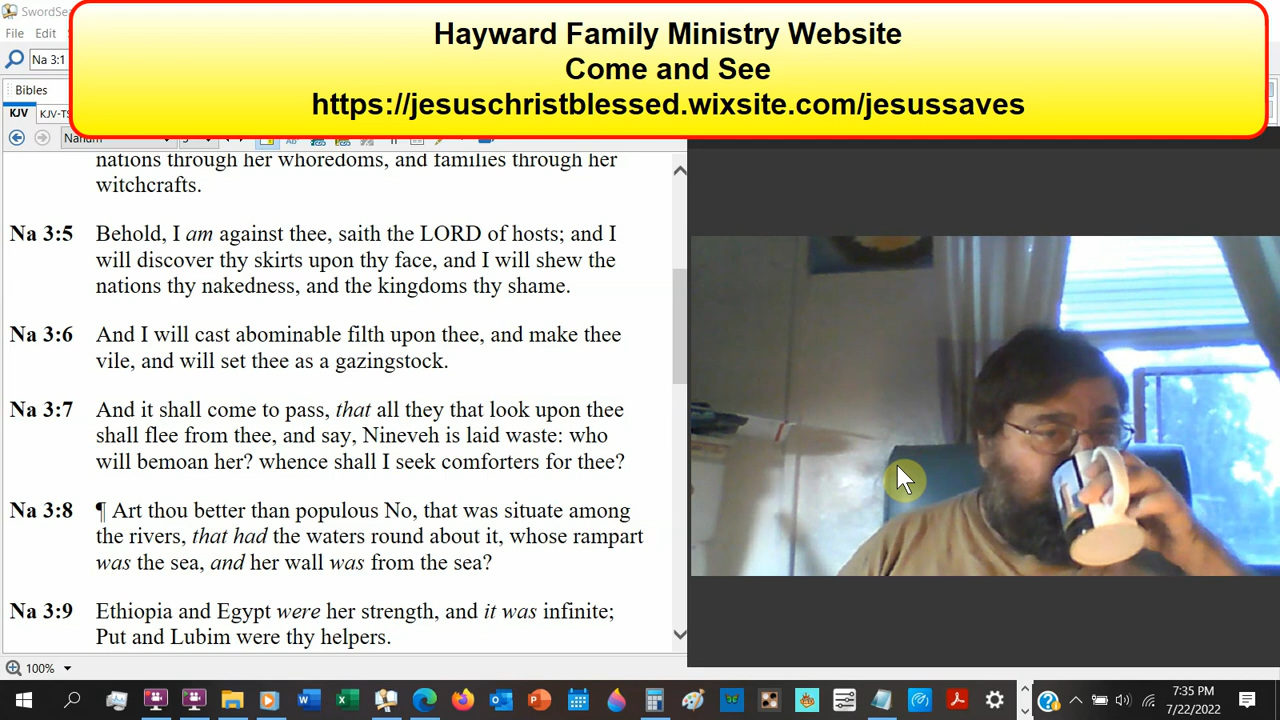 SwordSea
Hayward Family Ministry Website
Come and See
https://jesuschristblessed.wixsite.com/jesussaves
File Edit
Na 3:1
Bibles
KJV
nations through her whoredoms, and families through her
witchcrafts.
Na 3:5 Behold, I am against thee, saith the LORD of hosts; and I
will discover thy skirts upon thy face, and I will shew the
nations thy nakedness, and the kingdoms thy shame.
Na 3:6 And I will cast abominable filth upon thee, and make thee
vile, and will set thee as a gazingstock.
Na 3:7 And it shall come to pass, that all they that look upon thee
shall flee from thee, and say, Nineveh is laid waste: who
will bemoan her? whence shall I seek comforters for thee?
Na 3:8 ¶ Art thou better than populous No, that was situate among
the rivers, that had the waters round about it, whose rampart
was the sea, and her wall was from the sea?
Na 3:9 Ethiopia and Egypt were her strength, and it was infinite;
Put and Lubim were thy helpers.
100%
7:35 PM
7/22/2022